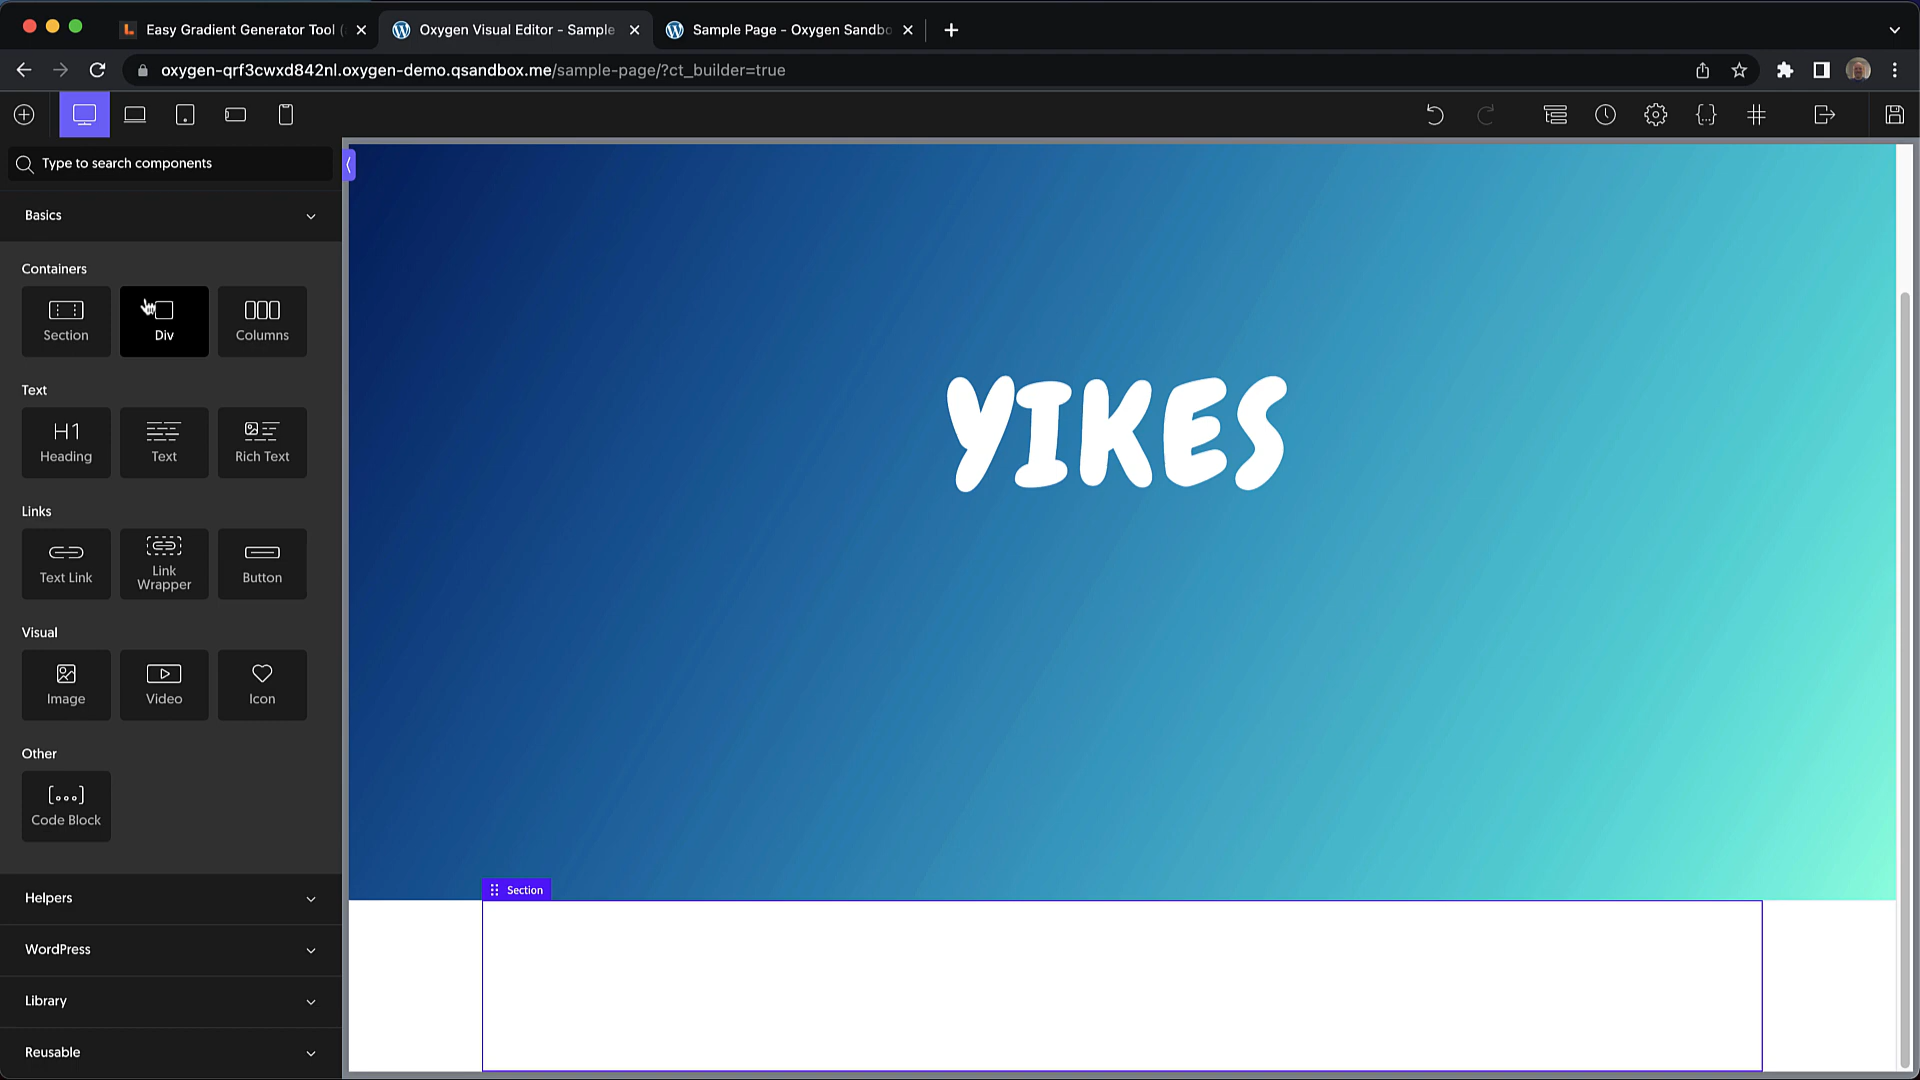 Easy Gradient Generator Tool
Oxygen Visual Editor - Sample
Sample Page - Oxygen Sandbo
oxygen-qrf3cwxd842nl.oxygen-demo.qsandbox.me/sample-page/?ct_builder=true
Type to search components
Basics
Containers
Section
Div
Columns
Text
H1
Heading
Text
Rich Text
Links
Text Link
Link
Wrapper
Button
Visual
Image
Video
Icon
Other
Code Block
Helpers
WordPress
Library
Reusable
YIKES
Section